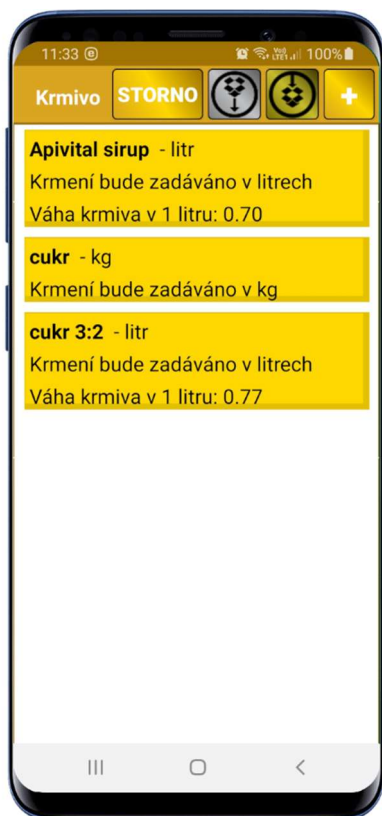 11:33 100%
Krmivo STORNO +
Apivital sirup - litr
Krmení bude zadáváno v litrech
Váha krmiva v 1 litru: 0.70
cukr - kg
Krmení bude zadáváno v kg
cukr 3:2 - litr
Krmení bude zadáváno v litrech
Váha krmiva v 1 litru: 0.77